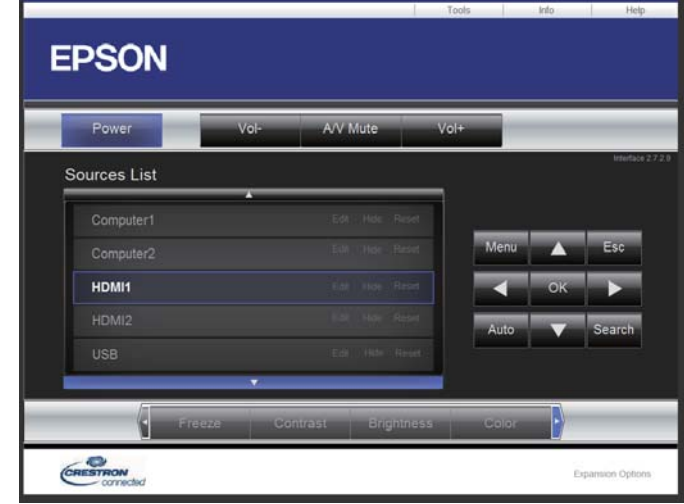 Tools Info Help
EPSON
Power Vol- A/V Mute Vol+
Interface 2.7.2.9
Sources List
Computer1 Edit Hide Reset
Computer2 Edit Hide Reset
HDMI1 Edit Hide Reset
HDMI2 Edit Hide Reset
USB Edit Hide Reset
Menu Esc
OK
Auto Search
Freeze Contrast Brightness Color
CRESTRON
connected
Expansion Options